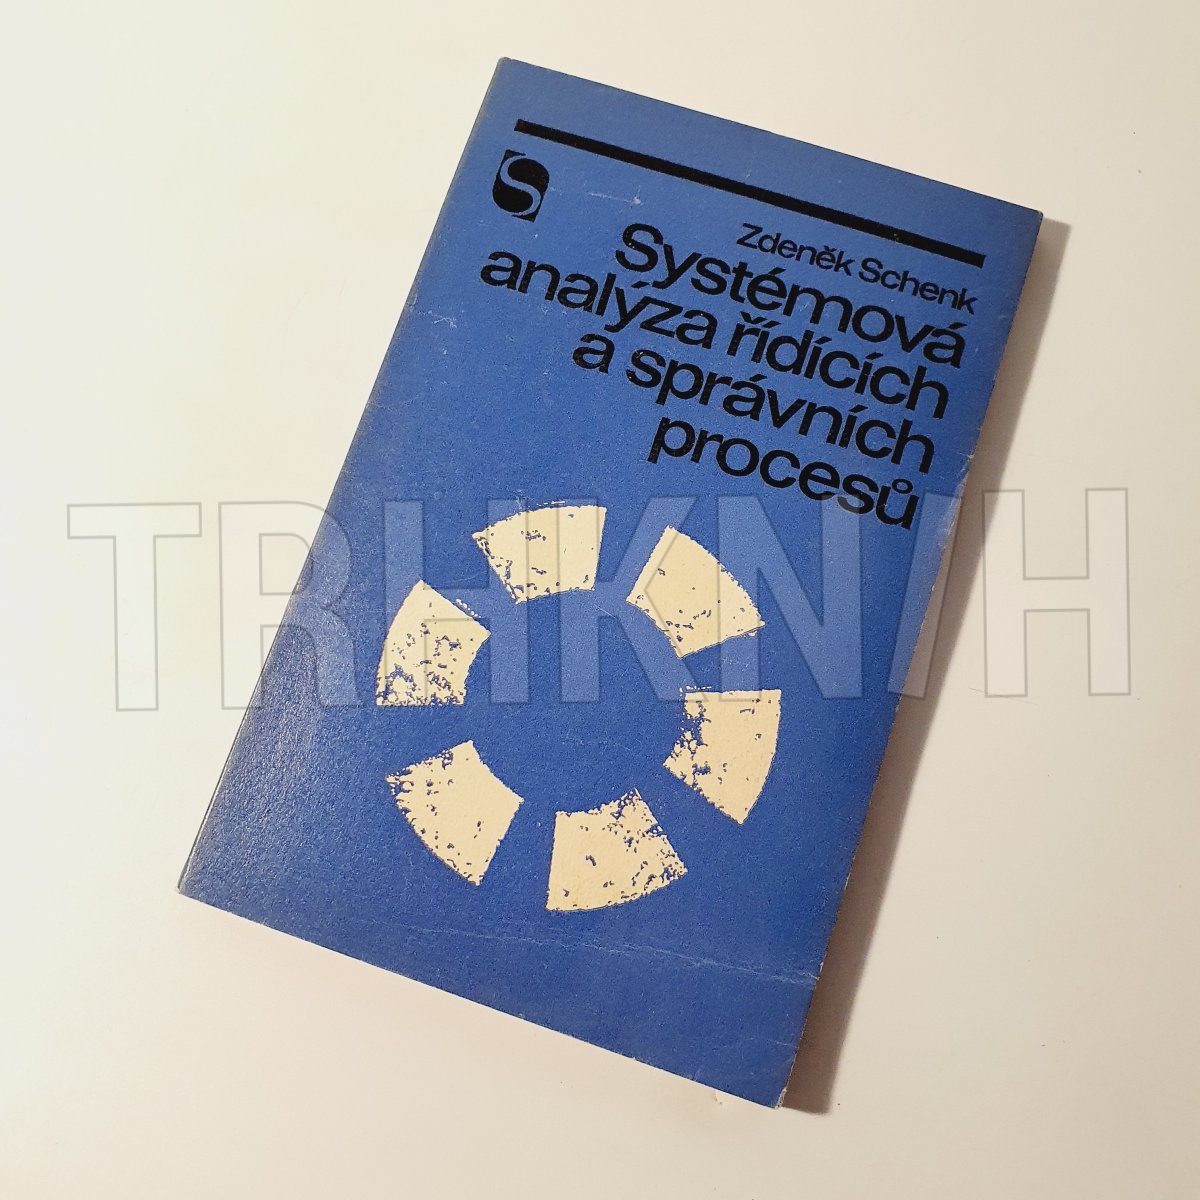 S
Zdeněk Schenk
Systémová
analýza řídících
a správních
procesů
TRHKNIH